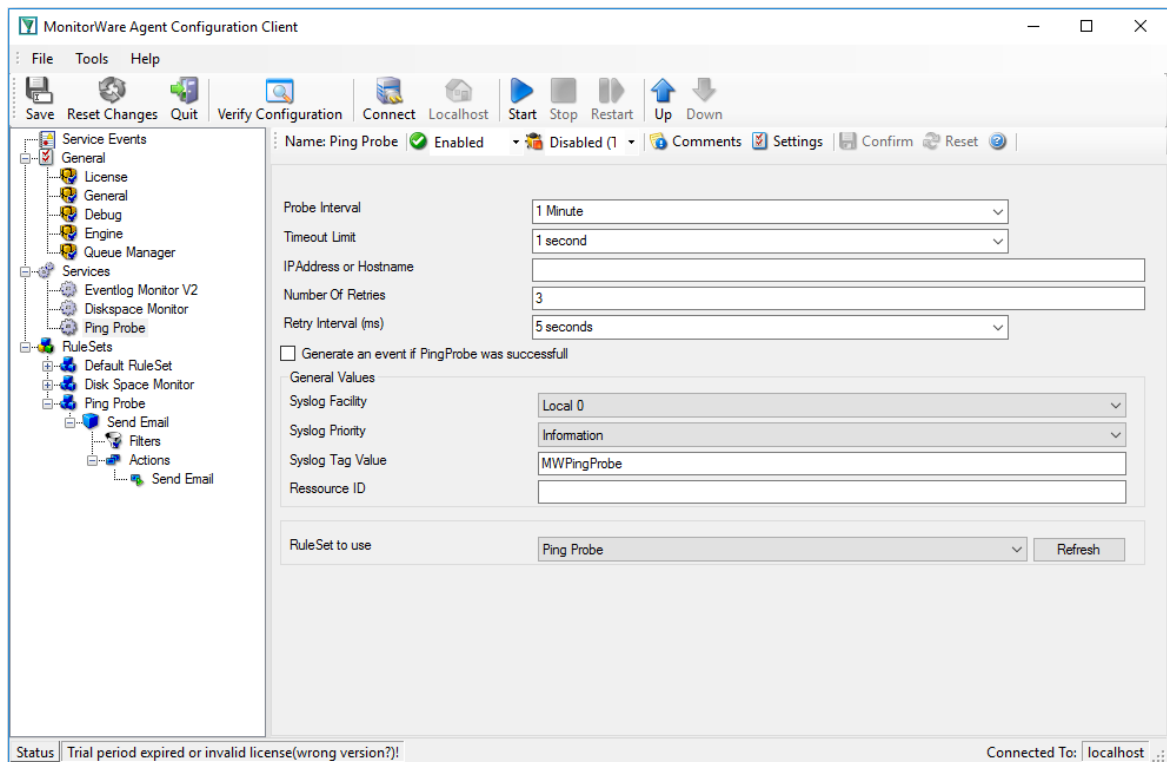 MonitorWare Agent Configuration Client
File Tools Help
Save Reset Changes Quit Verify Configuration Connect Localhost Start Stop Restart Up Down
Service Events
General
License
General
Debug
Engine
Queue Manager
Services
Eventlog Monitor V2
Diskspace Monitor
Ping Probe
RuleSets
Default RuleSet
Disk Space Monitor
Ping Probe
Send Email
Filters
Actions
Send Email
Name: Ping Probe Enabled Disabled (T Comments Settings Confirm Reset
Probe Interval 1 Minute
Timeout Limit 1 second
IPAddress or Hostname
Number Of Retries 3
Retry Interval (ms) 5 seconds
Generate an event if PingProbe was successfull
General Values
Syslog Facility Local 0
Syslog Priority Information
Syslog Tag Value MWPingProbe
Ressource ID
RuleSet to use Ping Probe Refresh
Status Trial period expired or invalid license(wrong version?)! Connected To: localhost